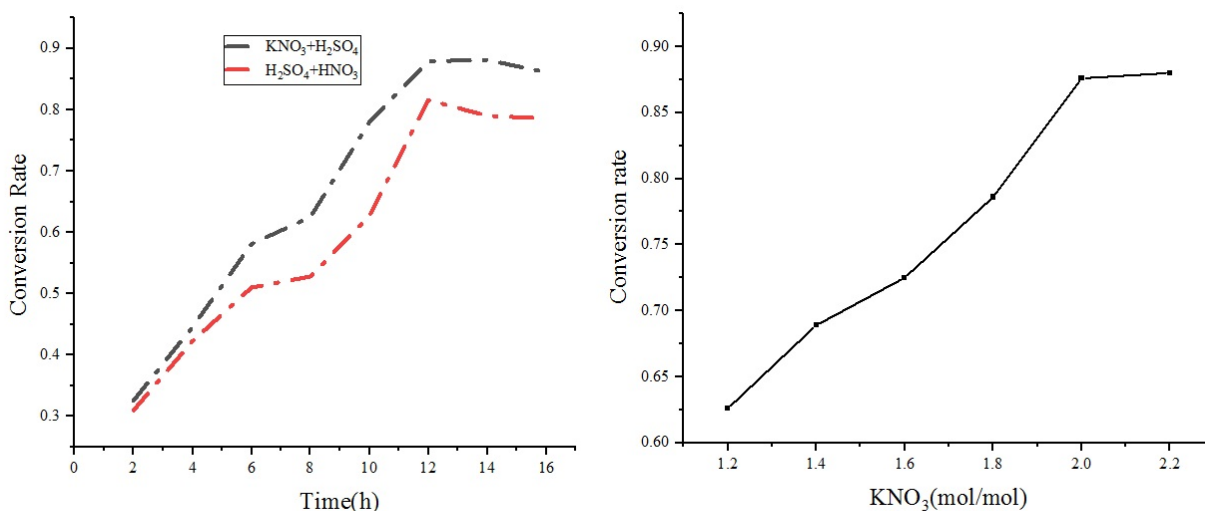 Conversion Rate
0.9
0.8
0.7
0.6
0.5
0.4
0.3
KNO₃+H₂SO₄
H₂SO₄+HNO₃
0 2 4 6 8 10 12 14 16
Time(h)
Conversion rate
0.90
0.85
0.80
0.75
0.70
0.65
0.60
1.2 1.4 1.6 1.8 2.0 2.2
KNO₃(mol/mol)